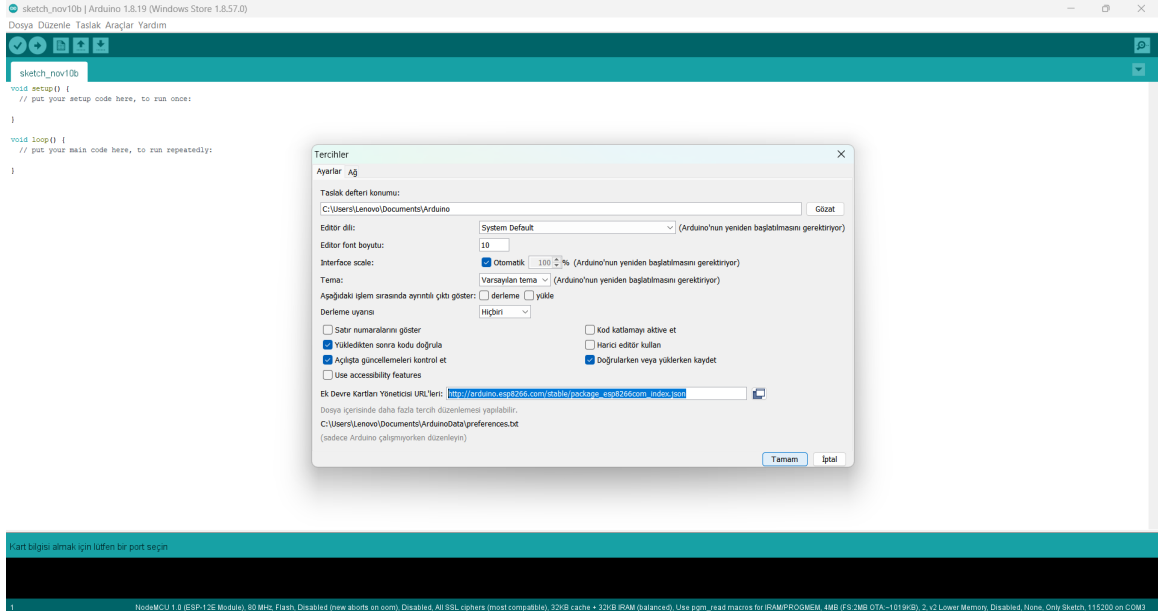 sketch_nov10b | Arduino 1.8.19 (Windows Store 1.8.57.0)
Dosya Düzenle Taslak Araçlar Yardım
sketch_nov10b
void setup() {
// put your setup code here, to run once:
}
void loop() {
// put your main code here, to run repeatedly:
}
Tercihler
Ayarlar Ağ
Taslak defteri konumu:
C:\Users\Lenovo\Documents\Arduino Gözat
Editör dili: System Default (Arduino'nun yeniden başlatılmasını gerektiriyor)
Editor font boyutu: 10
Interface scale: Otomatik 100 % (Arduino'nun yeniden başlatılmasını gerektiriyor)
Tema: Varsayılan tema (Arduino'nun yeniden başlatılmasını gerektiriyor)
Aşağıdaki işlem sırasında ayrıntılı çıktı göster: derleme yükle
Derleme uyarısı Hiçbiri
Satır numaralarını göster Kod katlamayı aktive et
Yükledikten sonra kodu doğrula Harici editör kullan
Açılışta güncellemeleri kontrol et Doğrularken veya yüklerken kaydet
Use accessibility features
Ek Devre Kartları Yöneticisi URL'leri: http://arduino.esp8266.com/stable/package_esp8266com_index.json
Dosya içerisinde daha fazla tercih düzenlemesi yapılabilir.
C:\Users\Lenovo\Documents\ArduinoData\preferences.txt
(sadece Arduino çalışmıyorken düzenleyin)
Tamam İptal
Kart bilgisi almak için lütfen bir port seçin
1 NodeMCU 1.0 (ESP-12E Module), 80 MHz, Flash, Disabled (new aborts on oom), Disabled, All SSL ciphers (most compatible), 32KB cache + 32KB IRAM (balanced), Use pgm_read macros for IRAM/PROGMEM, 4MB (FS:2MB OTA:~1019KB), 2, v2 Lower Memory, Disabled, None, Only Sketch, 115200 on COM3